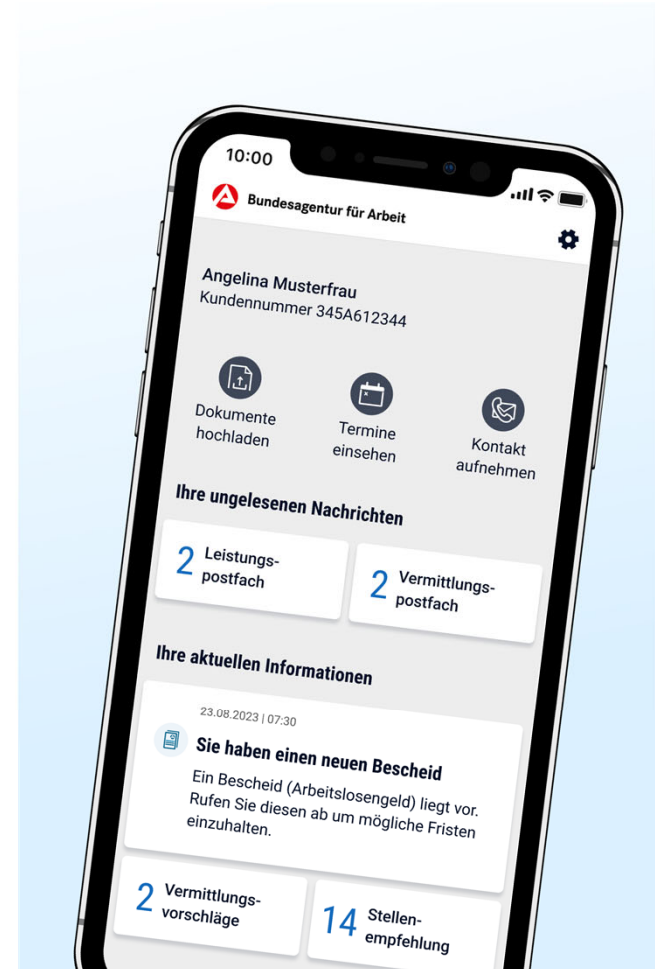 10:00
Bundesagentur für Arbeit
Angelina Musterfrau
Kundennummer 345A612344
Dokumente
hochladen
Termine
einsehen
Kontakt
aufnehmen
Ihre ungelesenen Nachrichten
2 Leistungs-
postfach
2 Vermittlungs-
postfach
Ihre aktuellen Informationen
23.08.2023 | 07:30
Sie haben einen neuen Bescheid
Ein Bescheid (Arbeitslosengeld) liegt vor.
Rufen Sie diesen ab um mögliche Fristen
einzuhalten.
2 Vermittlungs-
vorschläge
14 Stellen-
empfehlung